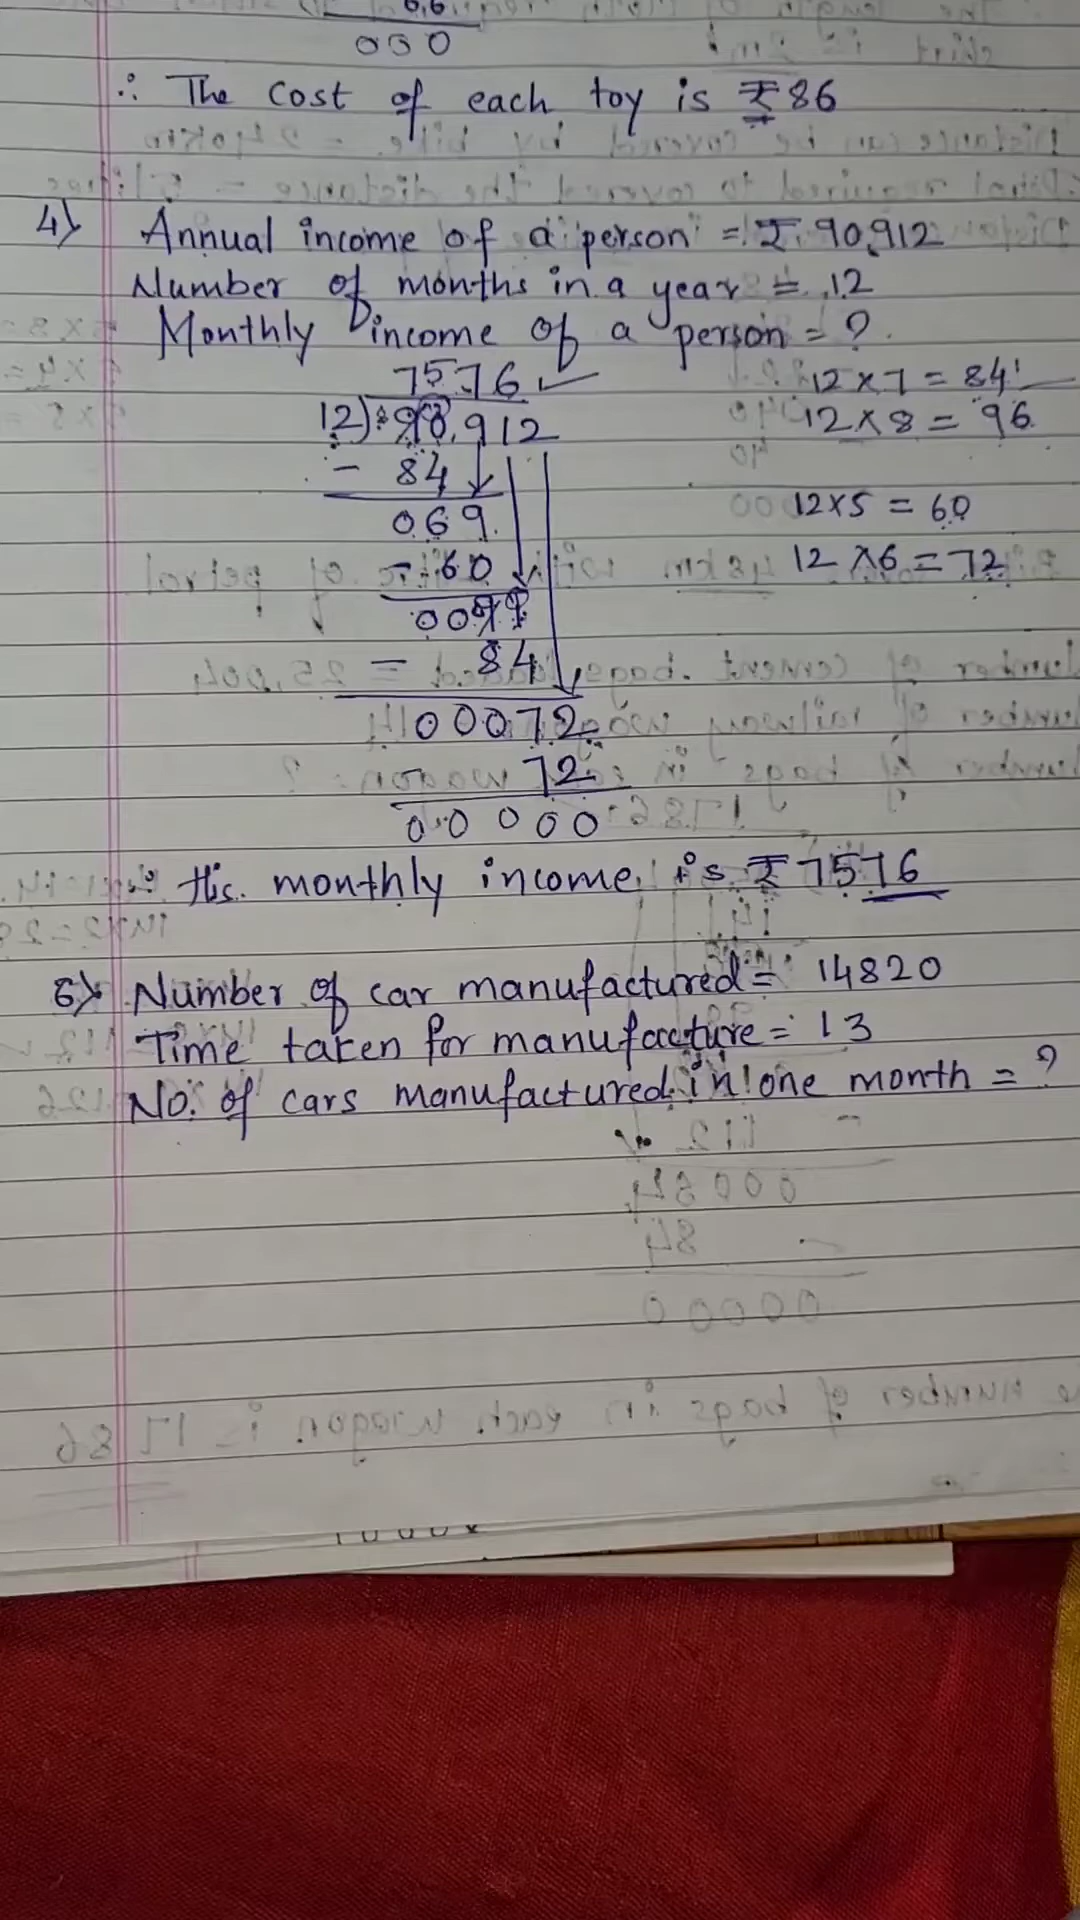 000
∴ The cost of each toy is ₹86
4) Annual income of a person = ₹ 90,912
Number of months in a year = 12
Monthly income of a person = ?
7576
12) 90,912
12 x 7 = 84
12 x 8 = 96
- 84
069
12x5 = 60
- 60
12 x6 = 72
0091
- 84
00072
72
00000
∴ His monthly income is ₹7576
6) Number of car manufactured = 14820
Time taken for manufacture = 13
No. of cars manufactured in one month = ?